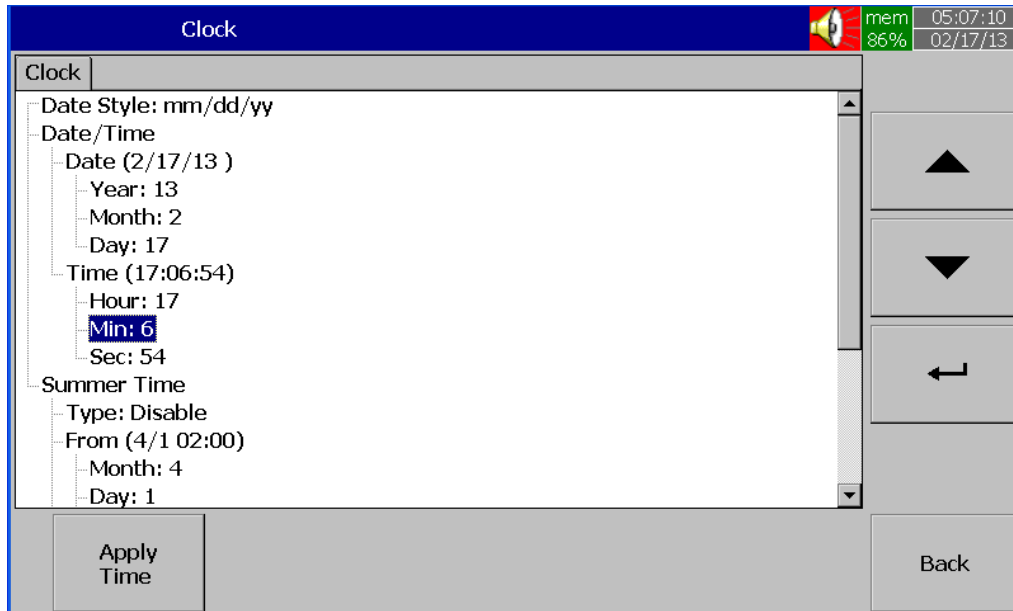 Clock
mem 05:07:10
86% 02/17/13
Clock
Date Style: mm/dd/yy
Date/Time
Date (2/17/13 )
Year: 13
Month: 2
Day: 17
Time (17:06:54)
Hour: 17
Min: 6
Sec: 54
Summer Time
Type: Disable
From (4/1 02:00)
Month: 4
Day: 1
Apply
Time
Back